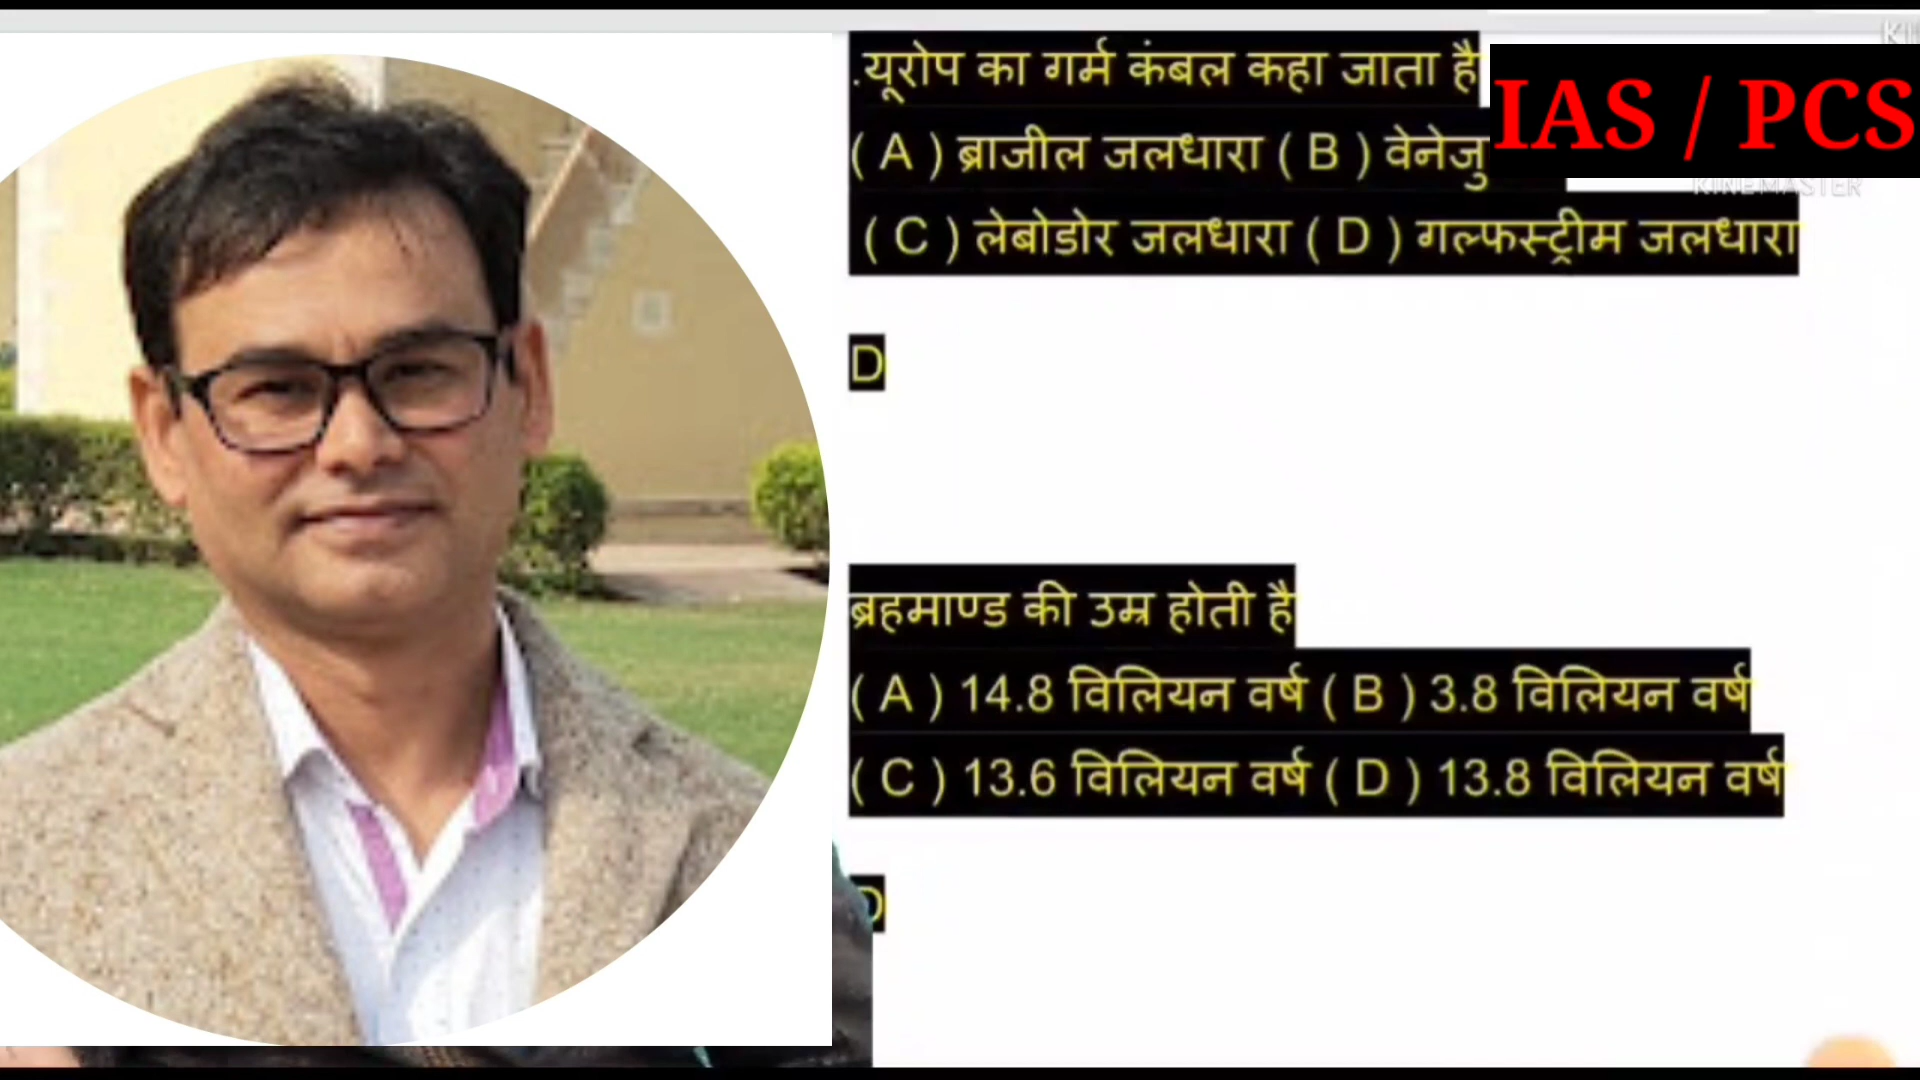 .यूरोप का गर्म कंबल कहा जाता है
IAS / PCS
( A ) ब्राजील जलधारा ( B ) वेनेजु
KINEMASTER
( C ) लेबोडोर जलधारा ( D ) गल्फस्ट्रीम जलधारा
D
ब्रहमाण्ड की उम्र होती है
( A ) 14.8 विलियन वर्ष ( B ) 3.8 विलियन वर्ष
( C ) 13.6 विलियन वर्ष ( D ) 13.8 विलियन वर्ष
D